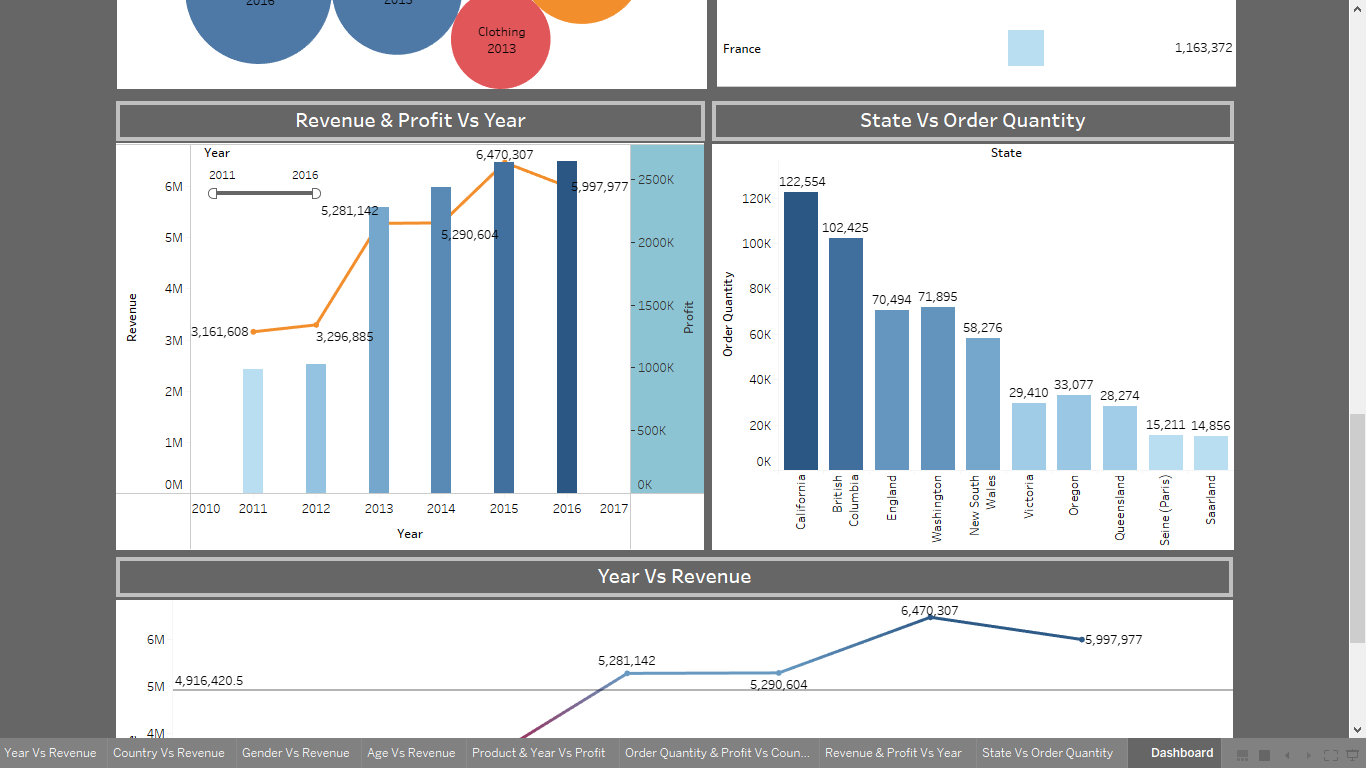 2016
2015
Clothing
2013
France
1,163,372
Revenue & Profit Vs Year
Year
2011
2016
6M
5M
4M
3M
2M
1M
0M
Revenue
3,161,608
3,296,885
5,281,142
5,290,604
6,470,307
5,997,977
2500K
2000K
1500K
1000K
500K
0K
Profit
2010
2011
2012
2013
2014
2015
2016
2017
Year
State Vs Order Quantity
State
120K
100K
80K
60K
40K
20K
0K
Order Quantity
122,554
102,425
70,494
71,895
58,276
29,410
33,077
28,274
15,211
14,856
California
British
Columbia
England
Washington
New South
Wales
Victoria
Oregon
Queensland
Seine (Paris)
Saarland
Year Vs Revenue
6M
5M
4M
4,916,420.5
5,281,142
5,290,604
6,470,307
5,997,977
Year Vs Revenue
Country Vs Revenue
Gender Vs Revenue
Age Vs Revenue
Product & Year Vs Profit
Order Quantity & Profit Vs Coun...
Revenue & Profit Vs Year
State Vs Order Quantity
Dashboard